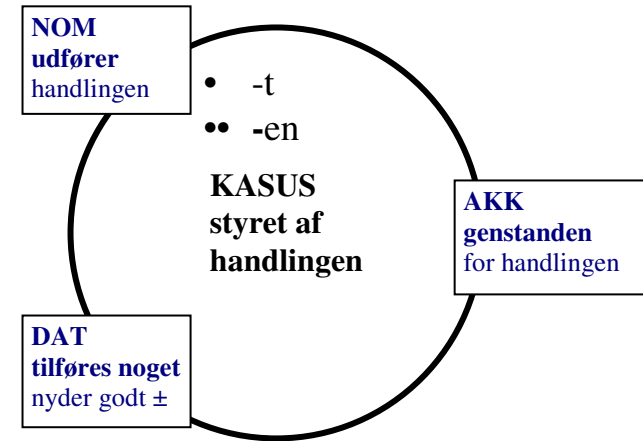 NOM
udfører
handlingen
• -t
•• -en
KASUS
styret af
handlingen
AKK
genstanden
for handlingen
DAT
tilføres noget
nyder godt ±